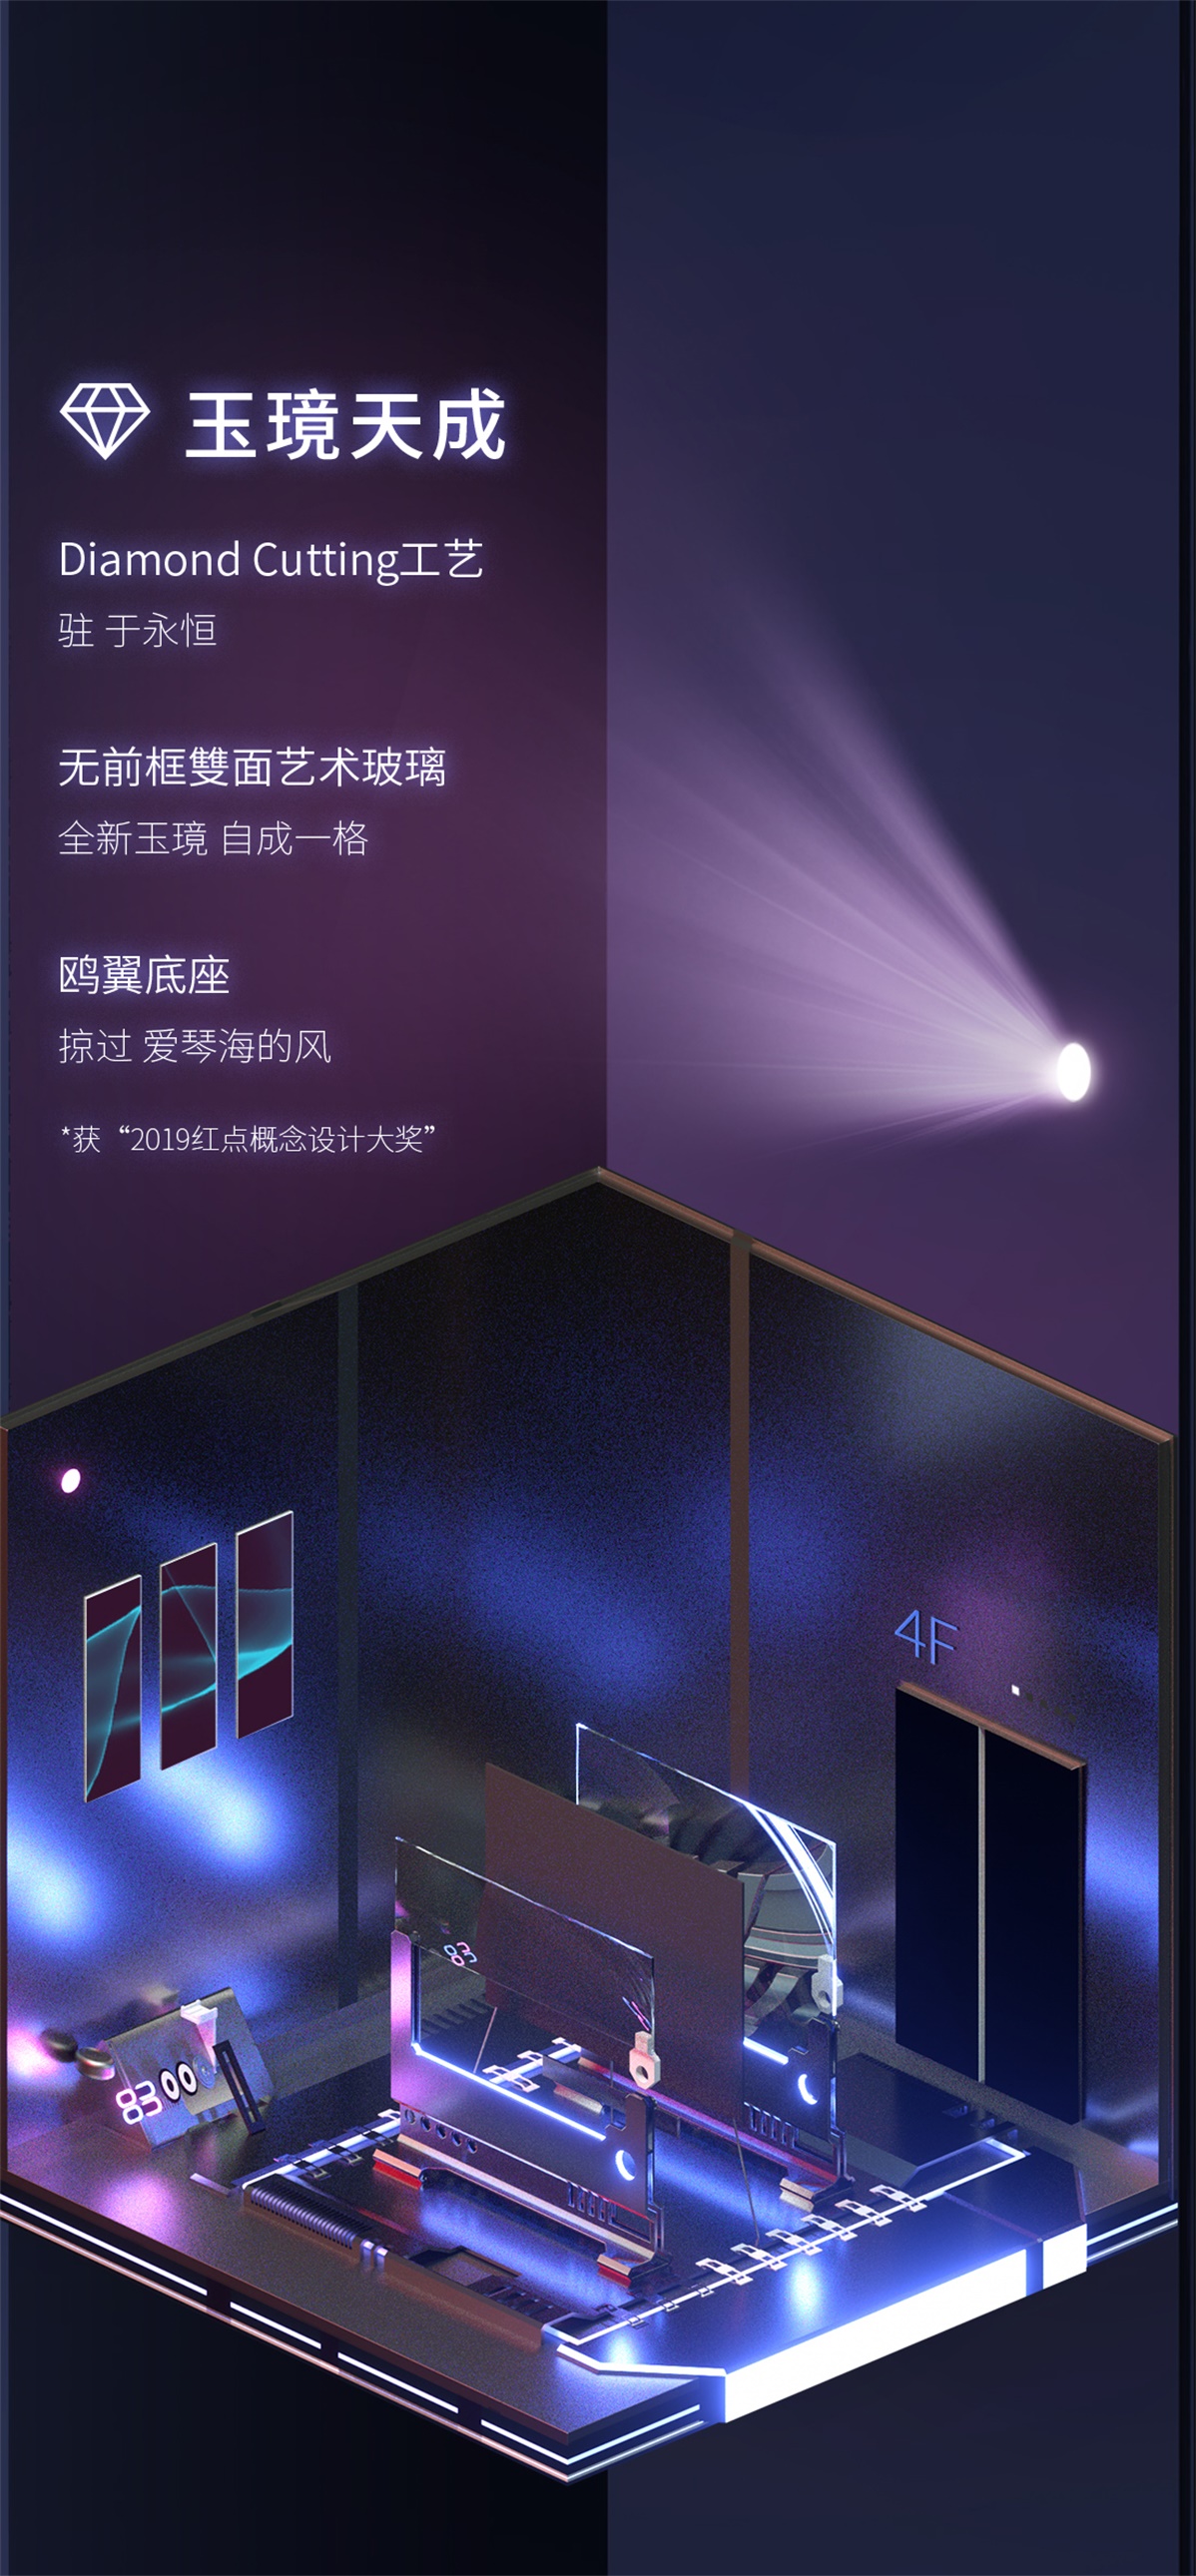 玉璄天成
Diamond Cutting工艺
驻 于永恒
无前框雙面艺术玻璃
全新玉璄 自成一格
鸥翼底座
掠过 爱琴海的风
*获“2019红点概念设计大奖”
4F
83
8300